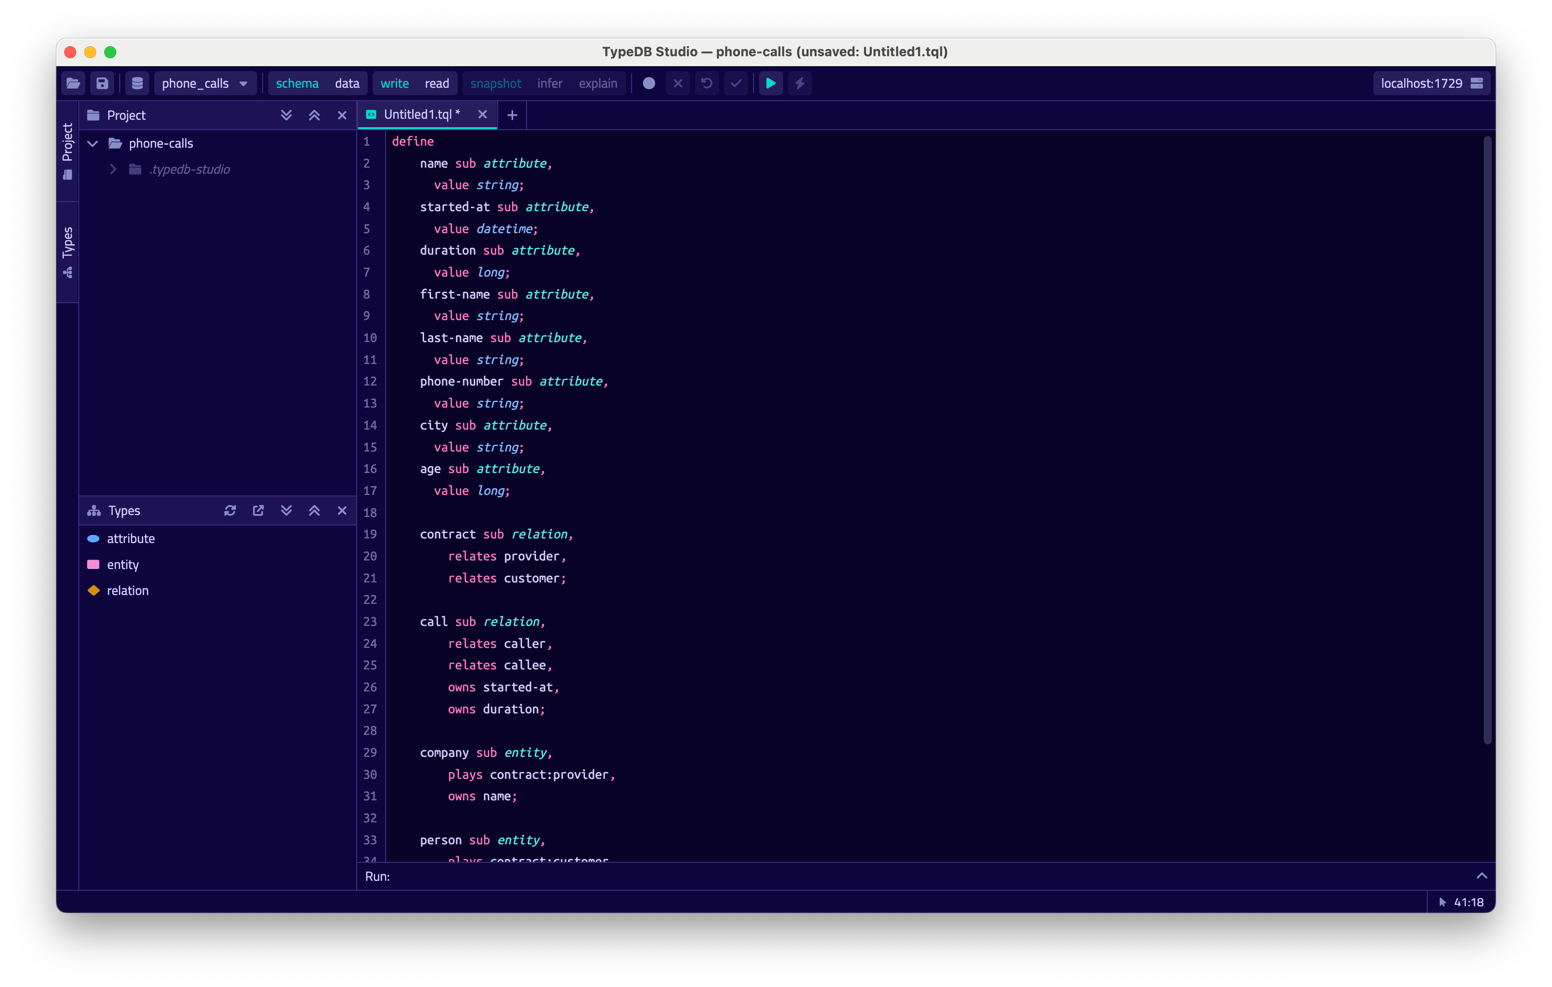 TypeDB Studio — phone-calls (unsaved: Untitled1.tql)
phone_calls schema data write read snapshot infer explain localhost:1729
Project
Types
Project
phone-calls
.typedb-studio
Types
attribute
entity
relation
Untitled1.tql * +
1 define
2 name sub attribute,
3 value string;
4 started-at sub attribute,
5 value datetime;
6 duration sub attribute,
7 value long;
8 first-name sub attribute,
9 value string;
10 last-name sub attribute,
11 value string;
12 phone-number sub attribute,
13 value string;
14 city sub attribute,
15 value string;
16 age sub attribute,
17 value long;
18
19 contract sub relation,
20 relates provider,
21 relates customer;
22
23 call sub relation,
24 relates caller,
25 relates callee,
26 owns started-at,
27 owns duration;
28
29 company sub entity,
30 plays contract:provider,
31 owns name;
32
33 person sub entity,
34 plays contract:customer
Run:
41:18